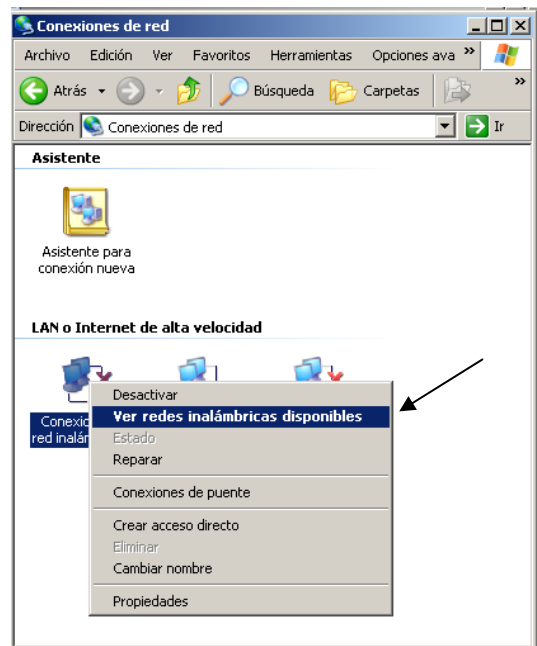 Conexiones de red
Archivo Edición Ver Favoritos Herramientas Opciones ava »
Atrás Búsqueda Carpetas »
Dirección Conexiones de red Ir
Asistente
Asistente para
conexión nueva
LAN o Internet de alta velocidad
Desactivar
Ver redes inalámbricas disponibles
Estado
Reparar
Conexiones de puente
Crear acceso directo
Eliminar
Cambiar nombre
Propiedades
Conexio
red inalám